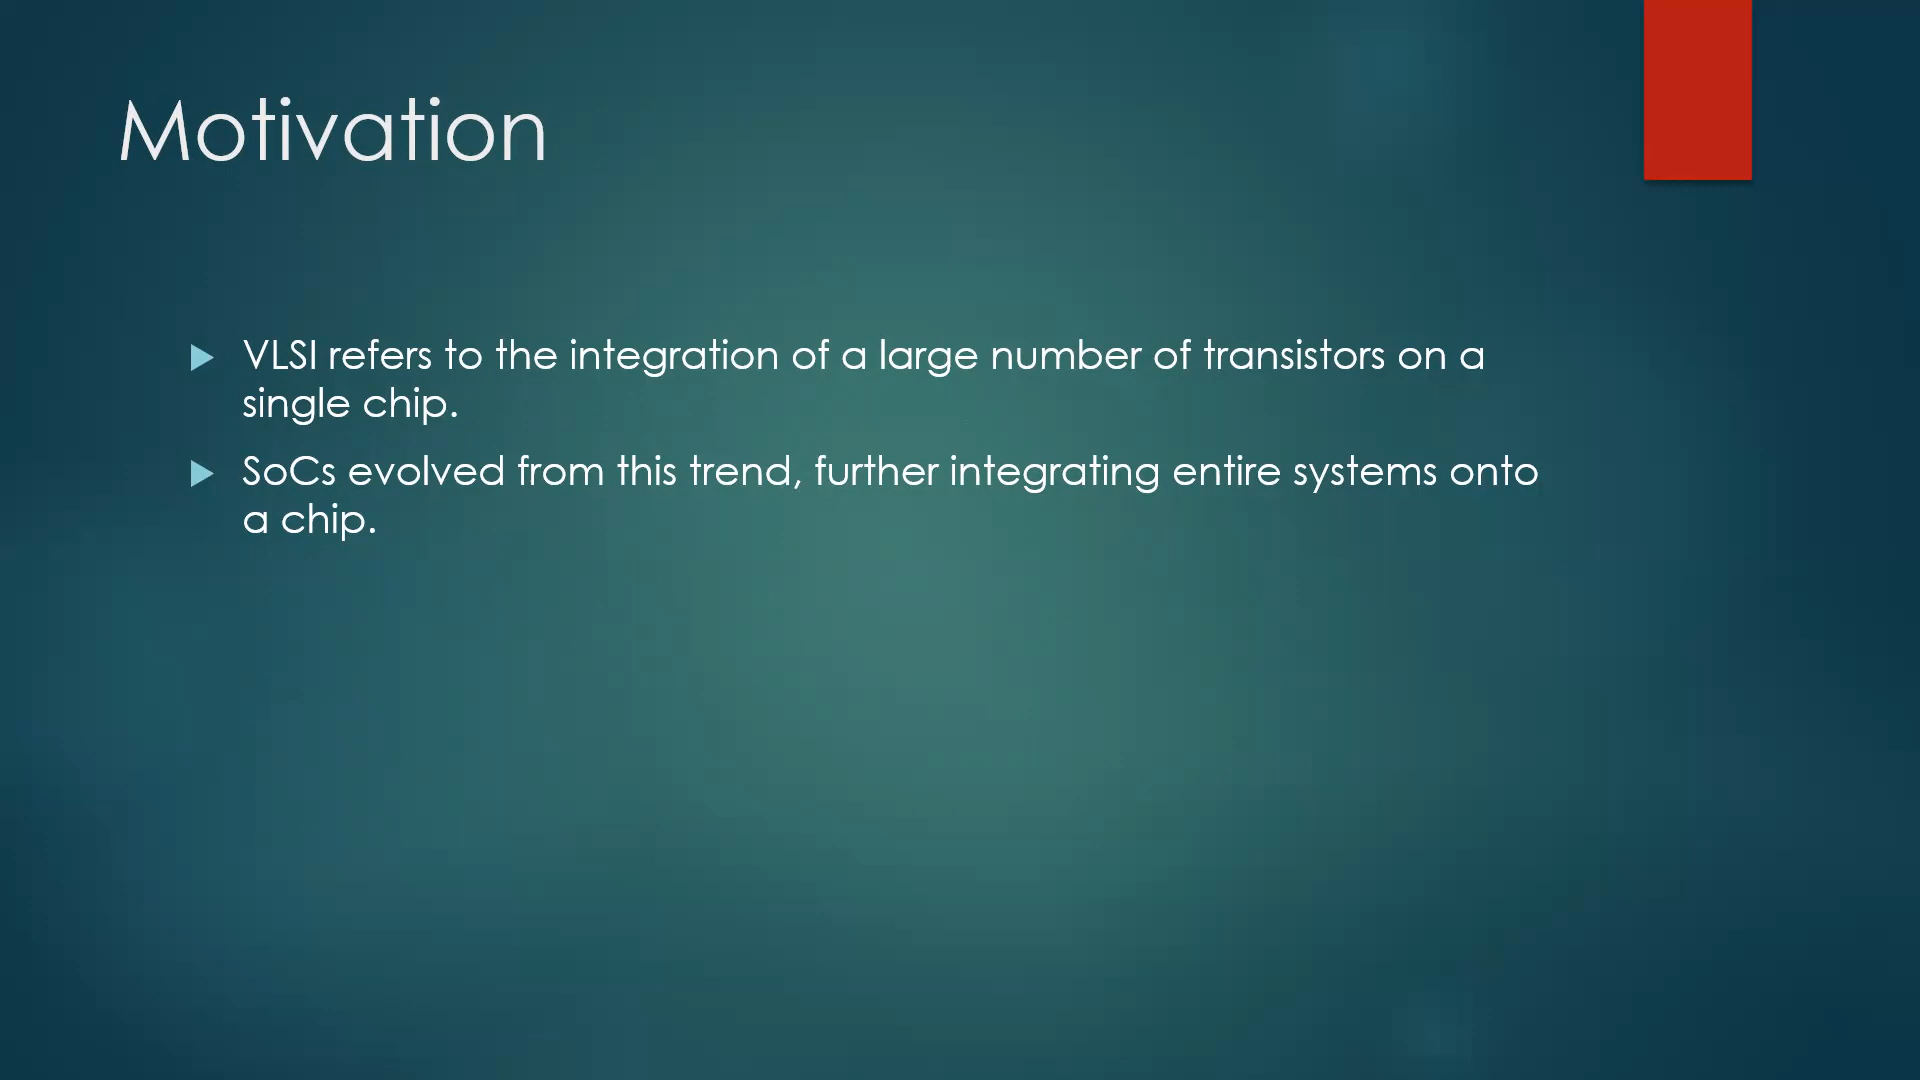 Motivation
VLSI refers to the integration of a large number of transistors on a
single chip.
SoCs evolved from this trend, further integrating entire systems onto
a chip.